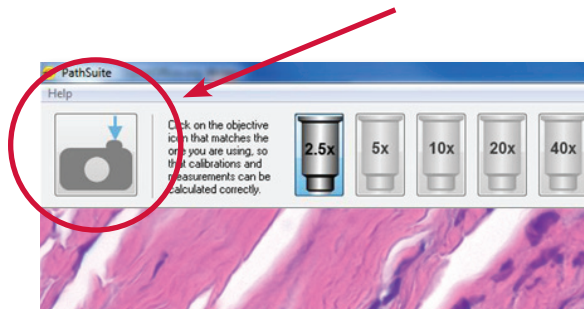 PathSuite
Help
Click on the objective
icon that matches the
one you are using, so
that calibrations and
measurements can be
calculated correctly.
2.5x
5x
10x
20x
40x